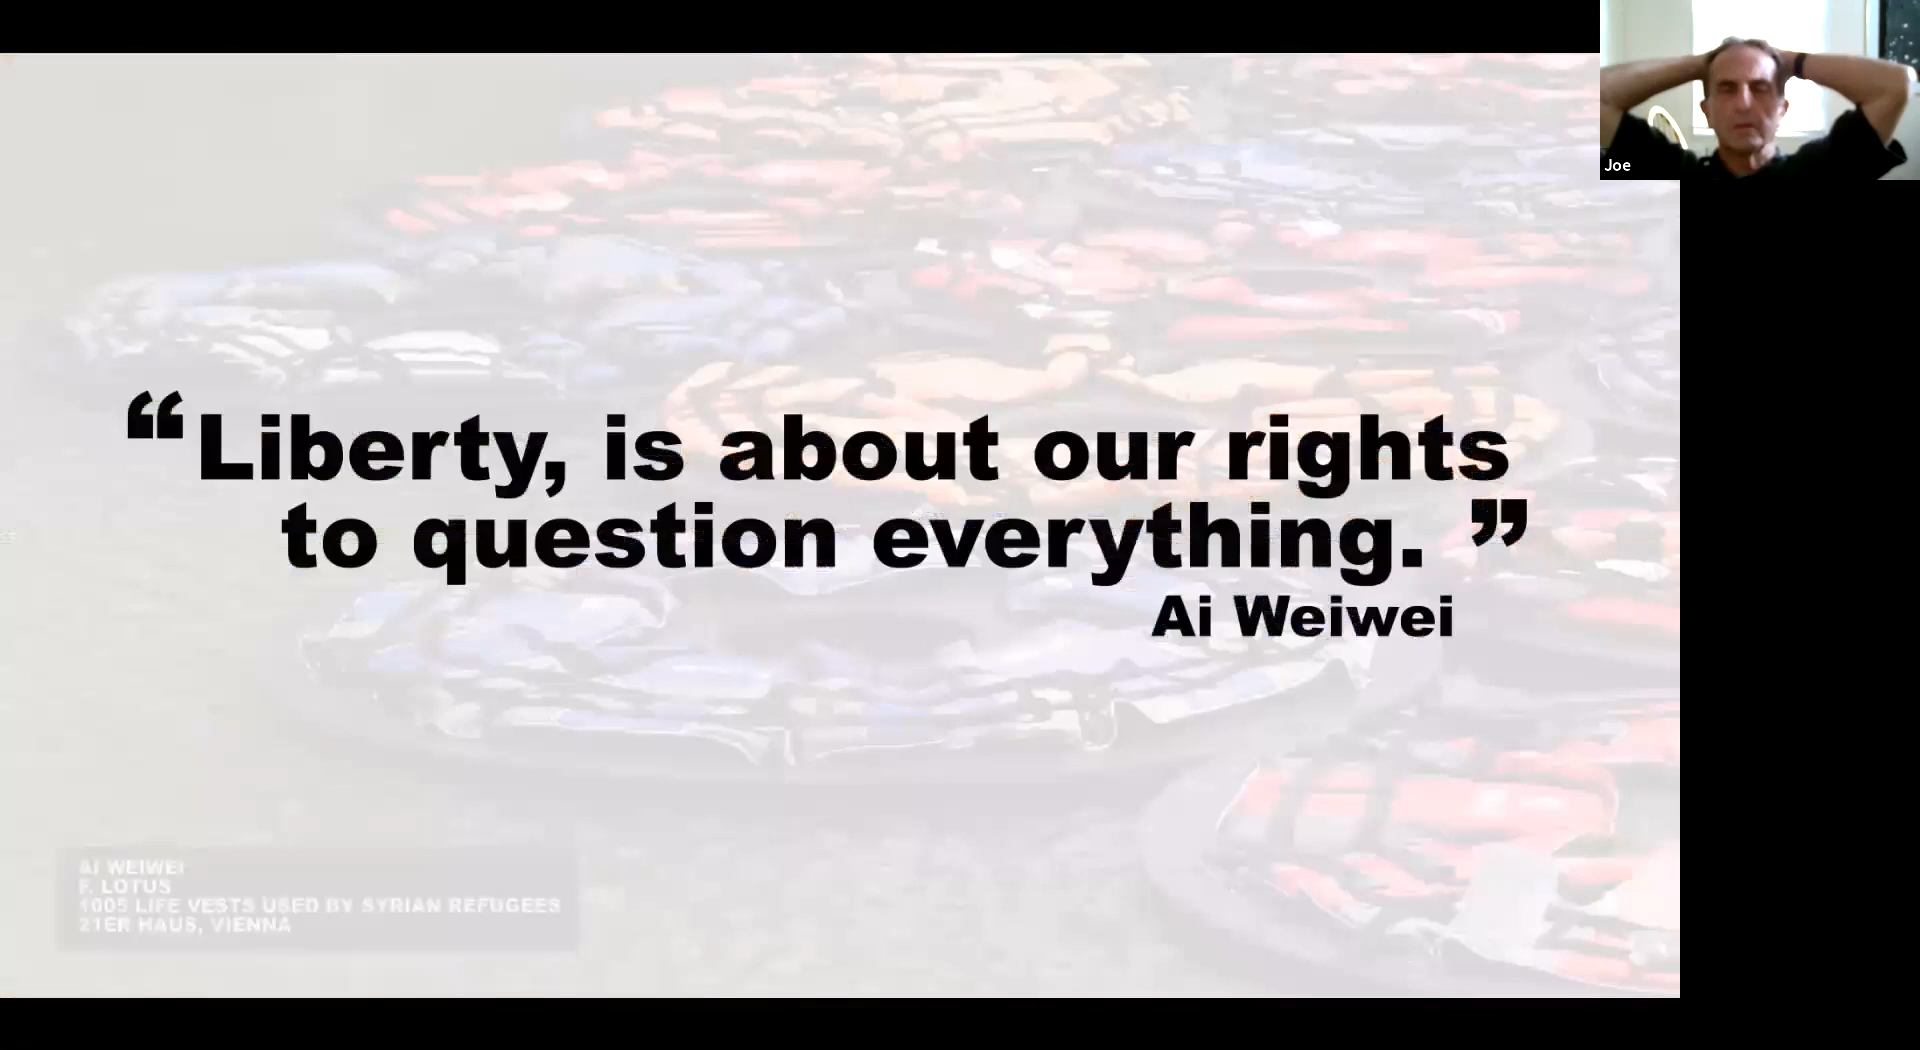 “Liberty, is about our rights
to question everything.”
Ai Weiwei
AI WEIWEI
F. LOTUS
1005 LIFE VESTS USED BY SYRIAN REFUGEES
21ER HAUS, VIENNA
Joe